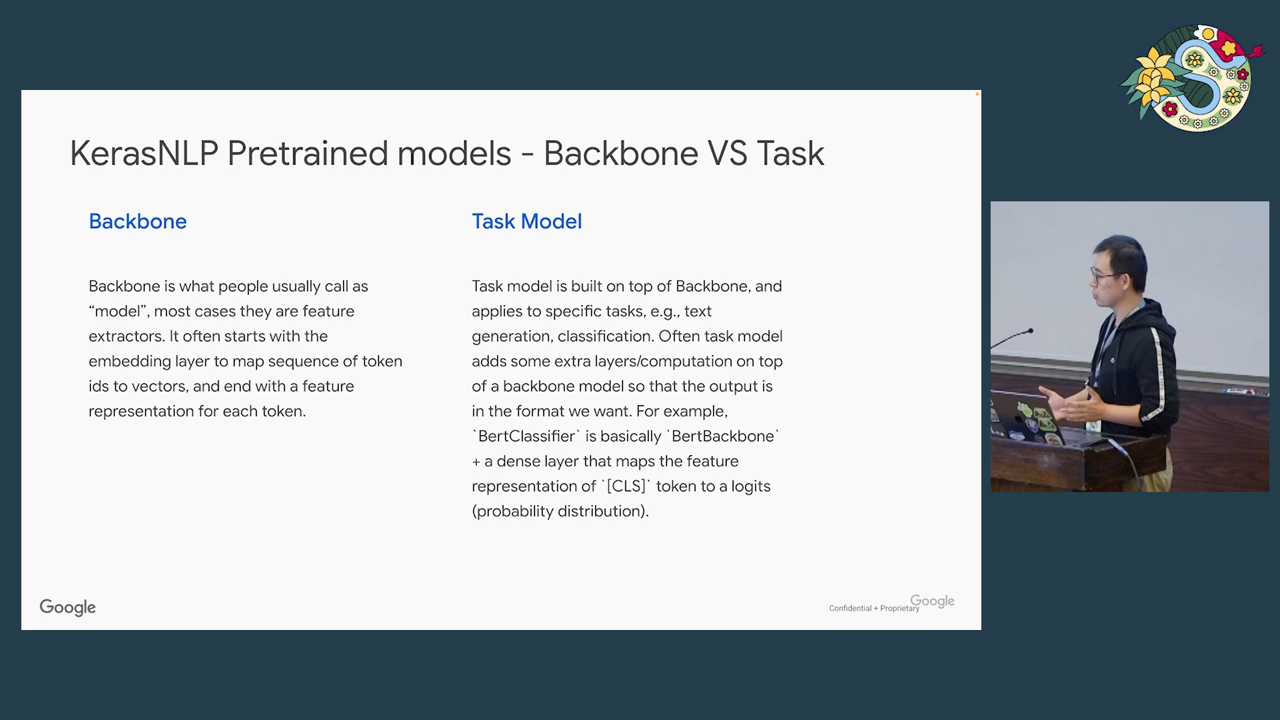 KerasNLP Pretrained models - Backbone VS Task
Backbone
Backbone is what people usually call as
“model”, most cases they are feature
extractors. It often starts with the
embedding layer to map sequence of token
ids to vectors, and end with a feature
representation for each token.
Task Model
Task model is built on top of Backbone, and
applies to specific tasks, e.g., text
generation, classification. Often task model
adds some extra layers/computation on top
of a backbone model so that the output is
in the format we want. For example,
`BertClassifier` is basically `BertBackbone`
+ a dense layer that maps the feature
representation of `[CLS]` token to a logits
(probability distribution).
Google
Confidential + Proprietary
Google